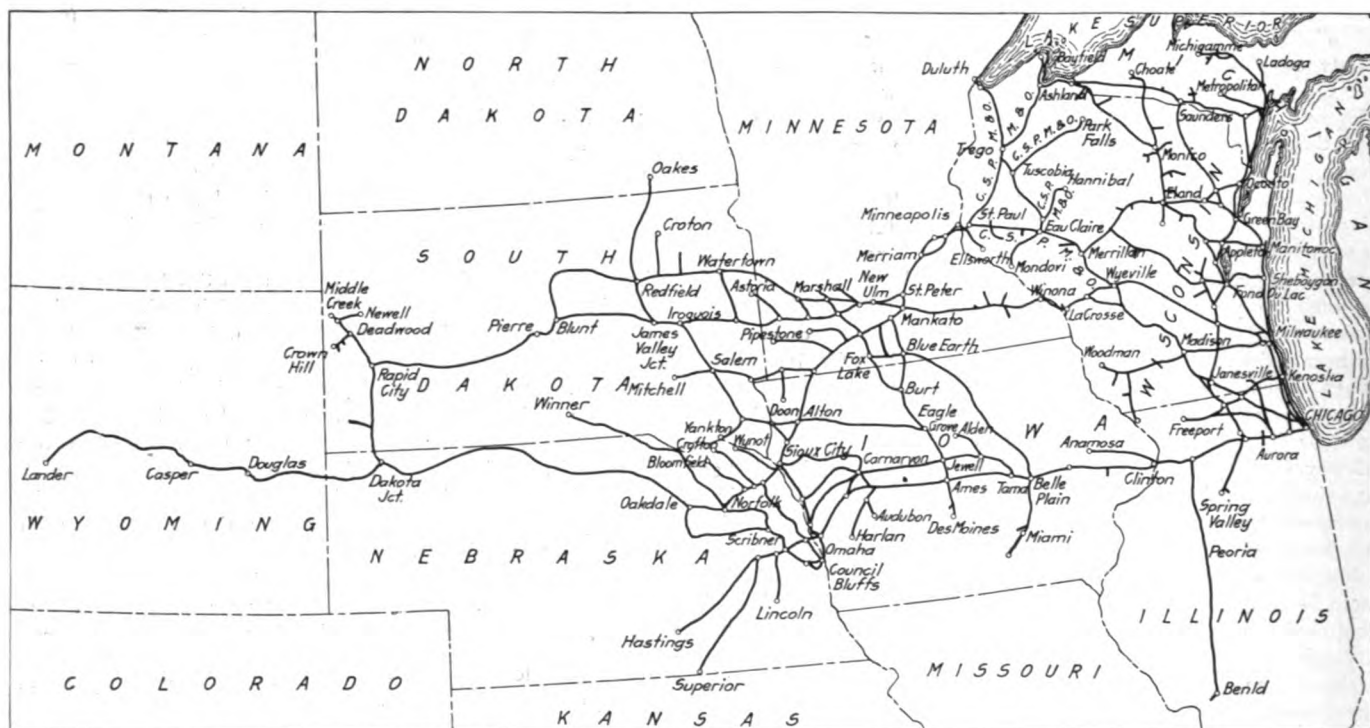 LAKE SUPERIOR
NORTH
DAKOTA
MINNESOTA
MONTANA
Duluth
Bayfield
Ashland
M I C
Michigamme
Choate
Ladoga
Metropolitan
Saunders
C. S. P. M. & O.
C. S. P. M. & O.
Park
Falls
Trego
Tuscobia
Hannibal
C. S. P.
M. & O.
Monico
Eland
Oconto
Green Bay
Oakes
Croton
SOUTH
DAKOTA
Minneapolis
St. Paul
Eau Claire
C. S. P. M. & O.
Merriam
Ellsworth
Mondovi
Merrillan
Wyeville
Appleton
Manitowoc
Sheboygan
Fond Du Lac
WISCONSIN
LAKE MICHIGAN
Watertown
Astoria
Marshall
New
Ulm
St. Peter
Winona
La Crosse
Middle
Creek
Newell
Deadwood
Crown
Hill
Rapid
City
Pierre
Blunt
Redfield
Iroquois
James
Valley
Jct.
Pipestone
Mankato
Blue Earth
Fox
Lake
Madison
Milwaukee
Woodman
Janesville
Kenosha
Salem
Mitchell
Winner
Burt
Doon
Alton
Eagle
Grove
Alden
IOWA
Anamosa
Freeport
CHICAGO
Yankton
Crofton
Wynot
Bloomfield
Sioux City
Carnarvon
Jewell
Lander
Casper
Douglas
Dakota
Jct.
Oakdale
Norfolk
Ames
Tama
Belle
Plain
Clinton
Aurora
WYOMING
NEBRASKA
Scribner
Audubon
Harlan
Des Moines
Miami
Spring
Valley
Omaha
Council
Bluffs
Peoria
Lincoln
Hastings
ILLINOIS
COLORADO
Superior
MISSOURI
Benld
KANSAS